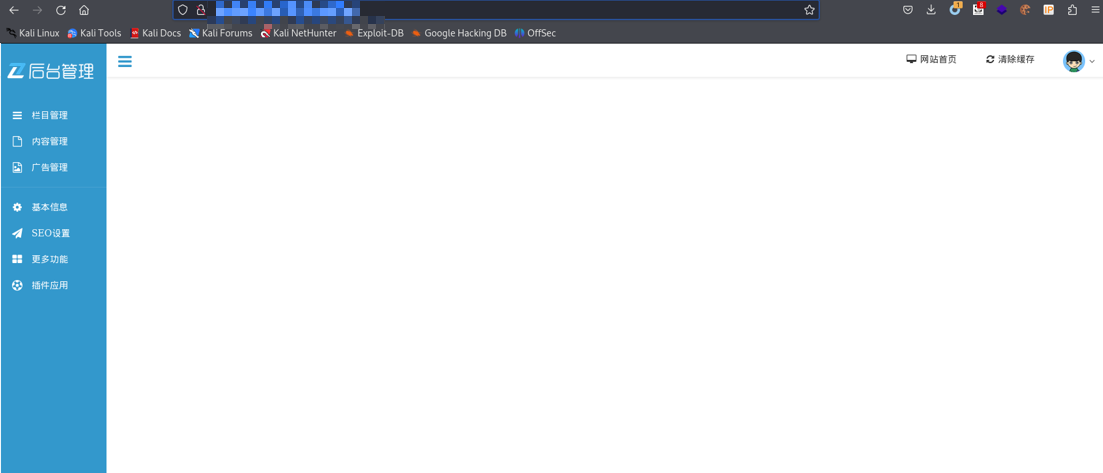 Kali Linux Kali Tools Kali Docs Kali Forums Kali NetHunter Exploit-DB Google Hacking DB OffSec
1 8 IP
后台管理
网站首页 清除缓存
栏目管理
内容管理
广告管理
基本信息
SEO设置
更多功能
插件应用